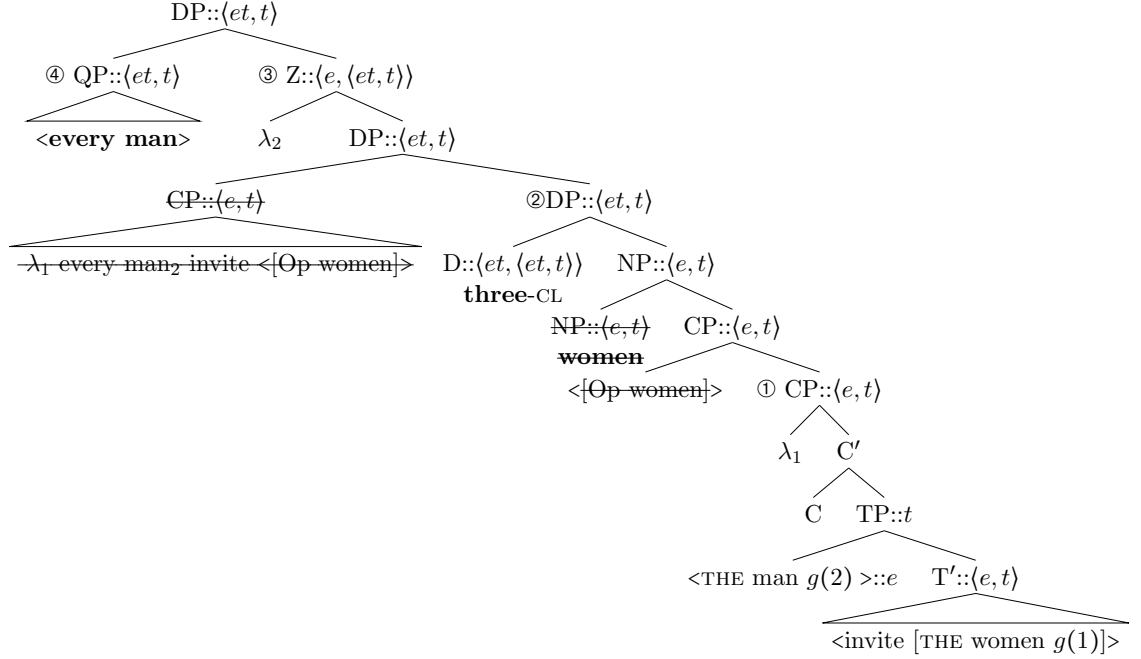 DP::⟨et, t⟩
④ QP::⟨et, t⟩ ③ Z::⟨e, ⟨et, t⟩⟩
<every man> λ₂ DP::⟨et, t⟩
CP::⟨e, t⟩ ②DP::⟨et, t⟩
λ₁ every man₂ invite <[Op women]> D::⟨et, ⟨et, t⟩⟩ NP::⟨e, t⟩
three-CL
NP::⟨e, t⟩ CP::⟨e, t⟩
women
<[Op women]> ① CP::⟨e, t⟩
λ₁ C′
C TP::t
<THE man g(2) >::e T′::⟨e, t⟩
<invite [THE women g(1)]>